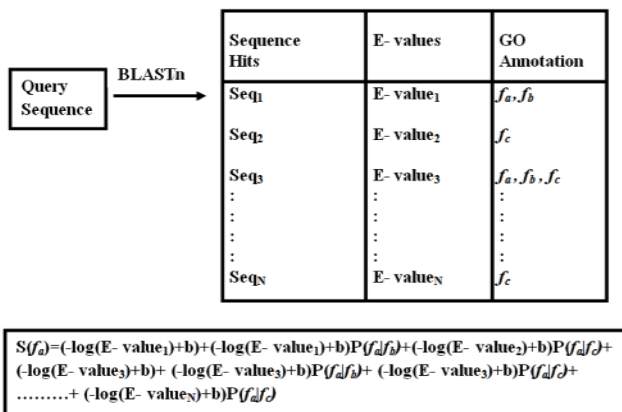 Query
Sequence
BLASTn
Sequence
Hits
E- values
GO
Annotation
Seq1
E- value1
fa, fb
Seq2
E- value2
fc
Seq3
E- value3
fa, fb, fc
: : :
: : :
: : :
: : :
SeqN
E- valueN
fc
S(fa)=(-log(E- value1)+b)+(-log(E- value1)+b)P(fa|fb)+(-log(E- value2)+b)P(fa|fc)+
(-log(E- value3)+b)+ (-log(E- value3)+b)P(fa|fb)+ (-log(E- value3)+b)P(fa|fc)+
………+ (-log(E- valueN)+b)P(fa|fc)